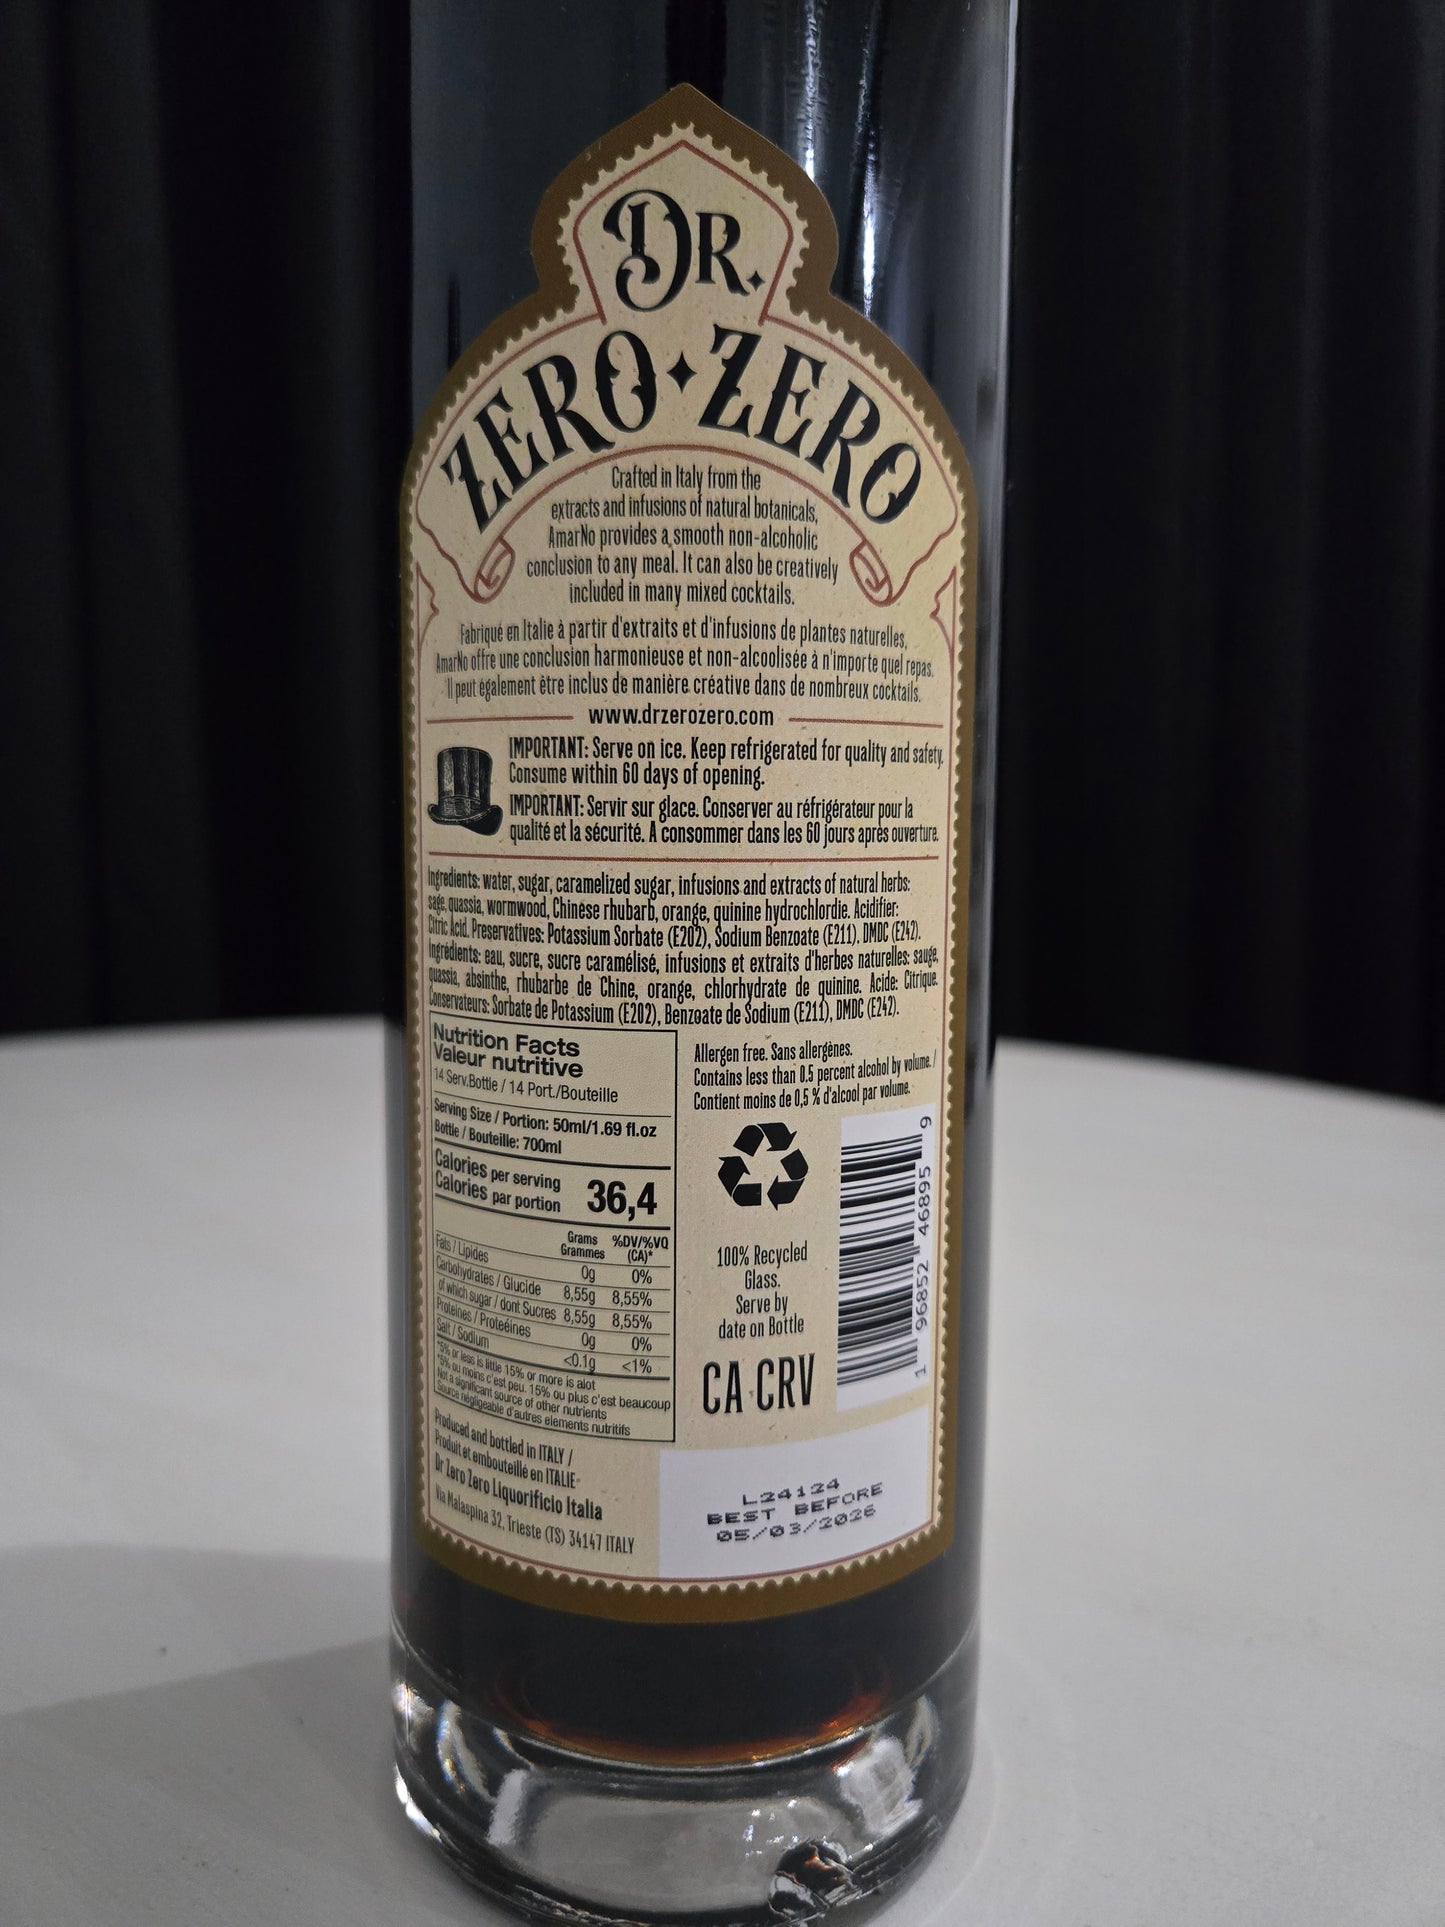 DR.
ZERO ZERO
Crafted in Italy from the
extracts and infusions of natural botanicals,
AmarNo provides a smooth non-alcoholic
conclusion to any meal. It can also be creatively
included in many mixed cocktails.
Fabriqué en Italie à partir d'extraits et d'infusions de plantes naturelles,
AmarNo offre une conclusion harmonieuse et non-alcoolisée à n'importe quel repas.
Il peut également être inclus de manière créative dans de nombreux cocktails.
www.drzerozero.com
IMPORTANT: Serve on ice. Keep refrigerated for quality and safety.
Consume within 60 days of opening.
IMPORTANT: Servir sur glace. Conserver au réfrigérateur pour la
qualité et la sécurité. A consommer dans les 60 jours après ouverture.
Ingredients: water, sugar, caramelized sugar, infusions and extracts of natural herbs:
sage, quassia, wormwood, Chinese rhubarb, orange, quinine hydrochlordie. Acidifier:
Citric Acid. Preservatives: Potassium Sorbate (E202), Sodium Benzoate (E211). DMDC (E242).
Ingrédients: eau, sucre, sucre caramélisé, infusions et extraits d'herbes naturelles: sauge,
quassia, absinthe, rhubarbe de Chine, orange, chlorhydrate de quinine. Acide: Citrique.
Conservateurs: Sorbate de Potassium (E202), Benzoate de Sodium (E211), DMDC (E242).
Nutrition Facts
Valeur nutritive
14 Serv.Bottle / 14 Port./Bouteille
Serving Size / Portion: 50ml/1.69 fl.oz
Bottle / Bouteille: 700ml
Calories per serving
Calories par portion 36,4
Grams %DV/%VQ
Grammes (CA)*
Fats / Lipides 0g 0%
Carbohydrates / Glucide 8,55g 8,55%
of which sugar / dont Sucres 8,55g 8,55%
Proteines / Proteéines 0g 0%
Salt / Sodium <0.1g <1%
*5% or less is little 15% or more is alot
*5% ou moins c'est peu. 15% ou plus c'est beaucoup
Not a significant source of other nutrients
Source négligeable d'autres elements nutritifs
Produced and bottled in ITALY /
Produit et embouteillé en ITALIE
Dr Zero Zero Liquorificio Italia
Via Malaspina 32, Trieste (TS) 34147 ITALY
Allergen free. Sans allergènes.
Contains less than 0.5 percent alcohol by volume. /
Contient moins de 0,5 % d'alcool par volume.
100% Recycled
Glass.
Serve by
date on Bottle
CA CRV
1 96852 46895 9
L24124
BEST BEFORE
05/03/2026